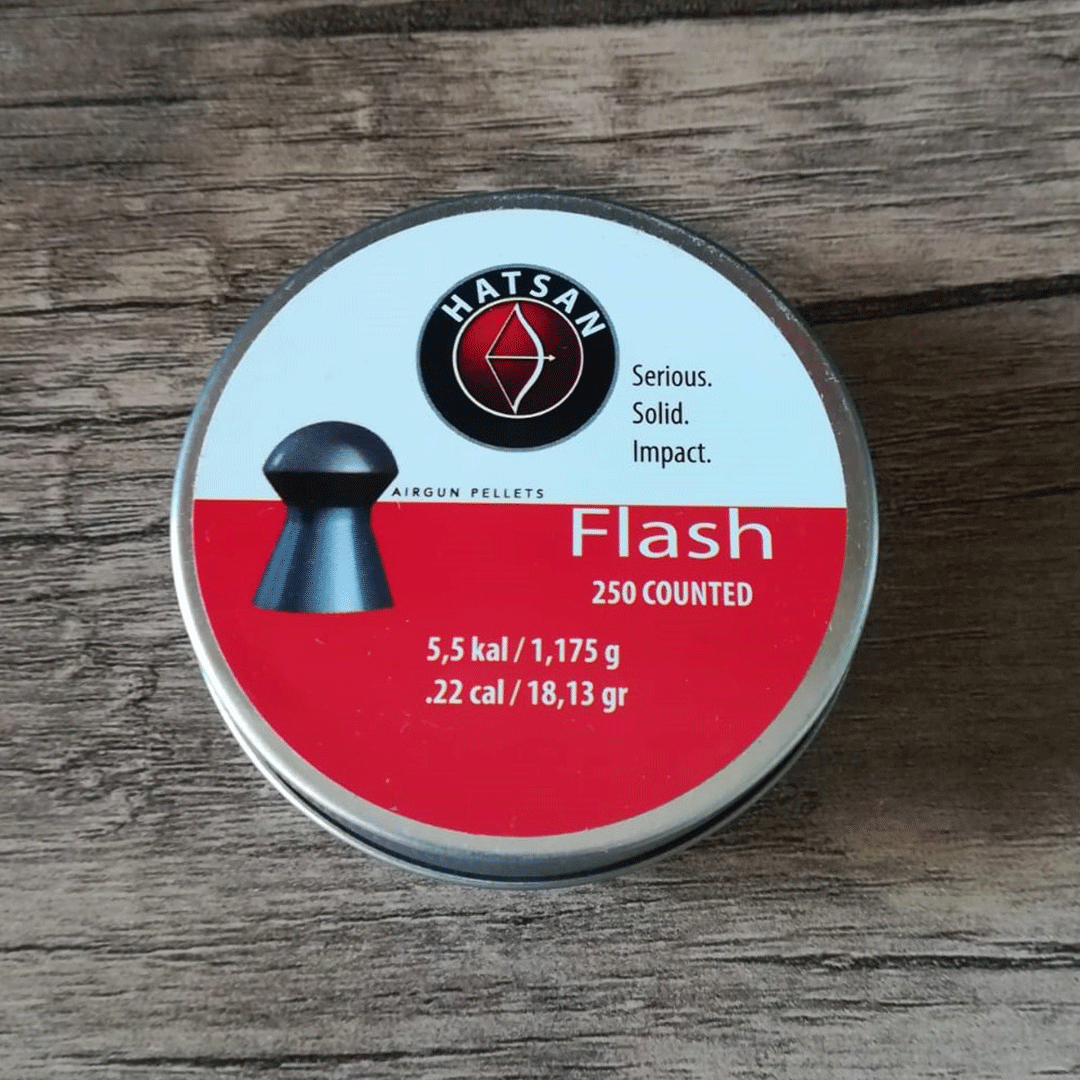 HATSAN
Serious.
Solid.
Impact.
AIRGUN PELLETS
Flash
250 COUNTED
5,5 kal / 1,175 g
.22 cal / 18,13 gr